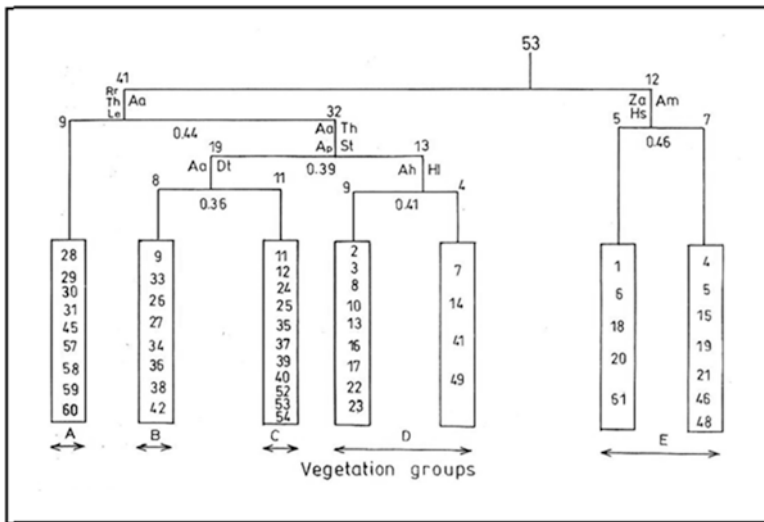 53
41 12
Rr Aa Za Am
Th Hs
Le
9 32 5 7
0.44 Aa Th 0.46
Ap St
19 13
Aa Dt 0.39 Ah Hl
8 11 9 4
0.36 0.41
28 9 11 2 7 1 4
29 33 12 3 14 6 5
30 26 24 8 41 18 15
31 27 25 10 49 20 19
45 34 35 13 51 21
57 36 37 16 46
58 38 39 17 48
59 42 40 22
60 52 23
53
54
A B C D E
Vegetation groups